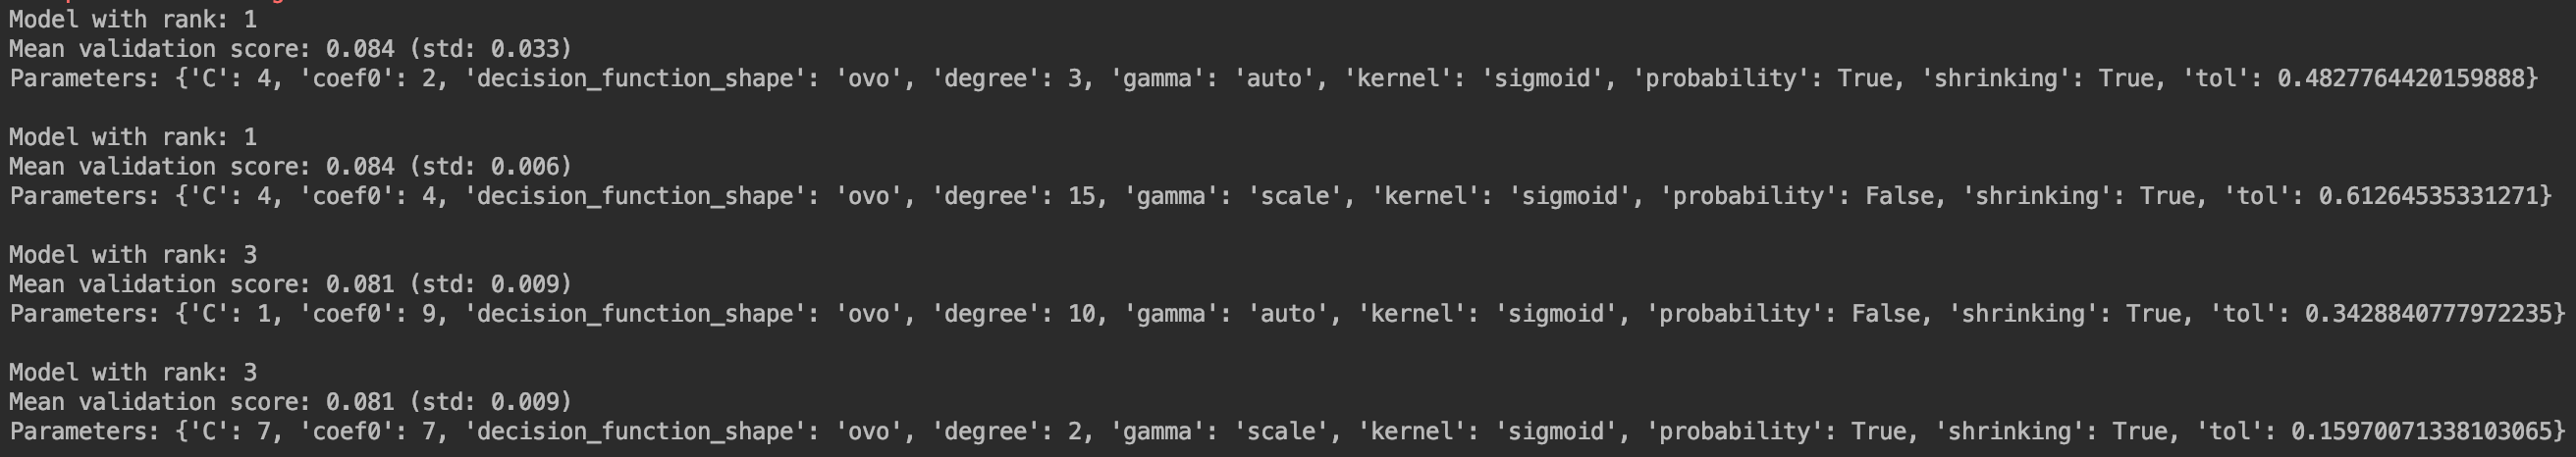 Model with rank: 1
Mean validation score: 0.084 (std: 0.033)
Parameters: {'C': 4, 'coef0': 2, 'decision_function_shape': 'ovo', 'degree': 3, 'gamma': 'auto', 'kernel': 'sigmoid', 'probability': True, 'shrinking': True, 'tol': 0.4827764420159888}
Model with rank: 1
Mean validation score: 0.084 (std: 0.006)
Parameters: {'C': 4, 'coef0': 4, 'decision_function_shape': 'ovo', 'degree': 15, 'gamma': 'scale', 'kernel': 'sigmoid', 'probability': False, 'shrinking': True, 'tol': 0.61264535331271}
Model with rank: 3
Mean validation score: 0.081 (std: 0.009)
Parameters: {'C': 1, 'coef0': 9, 'decision_function_shape': 'ovo', 'degree': 10, 'gamma': 'auto', 'kernel': 'sigmoid', 'probability': False, 'shrinking': True, 'tol': 0.3428840777972235}
Model with rank: 3
Mean validation score: 0.081 (std: 0.009)
Parameters: {'C': 7, 'coef0': 7, 'decision_function_shape': 'ovo', 'degree': 2, 'gamma': 'scale', 'kernel': 'sigmoid', 'probability': True, 'shrinking': True, 'tol': 0.15970071338103065}